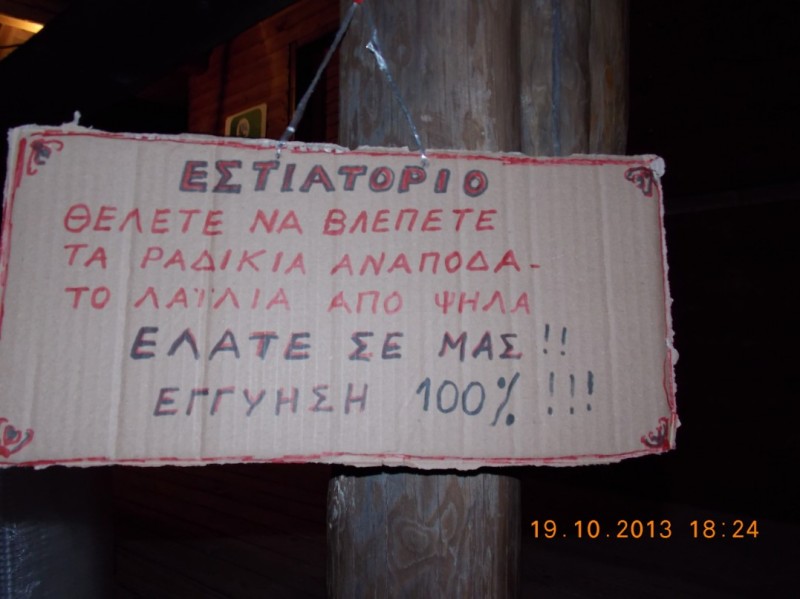 ΕΣΤΙΑΤΟΡΙΟ
ΘΕΛΕΤΕ ΝΑ ΒΛΕΠΕΤΕ
ΤΑ ΡΑΔΙΚΙΑ ΑΝΑΠΟΔΑ -
ΤΟ ΛΑΪΛΙΑ ΑΠΟ ΨΗΛΑ
ΕΛΑΤΕ ΣΕ ΜΑΣ!!
ΕΓΓΥΗΣΗ 100% !!!
19.10.2013 18:24